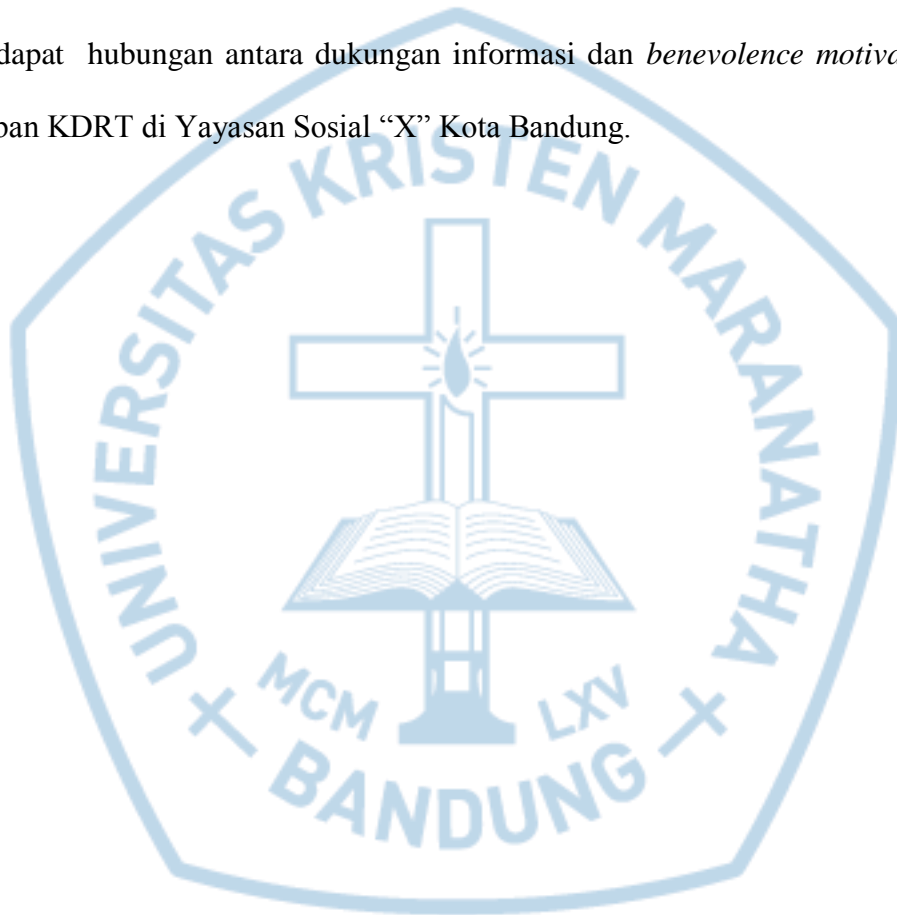 dapat hubungan antara dukungan informasi dan benevolence motiva
ban KDRT di Yayasan Sosial “X” Kota Bandung.
UNIVERSITAS KRISTEN MARANATHA
MCM LXV
BANDUNG